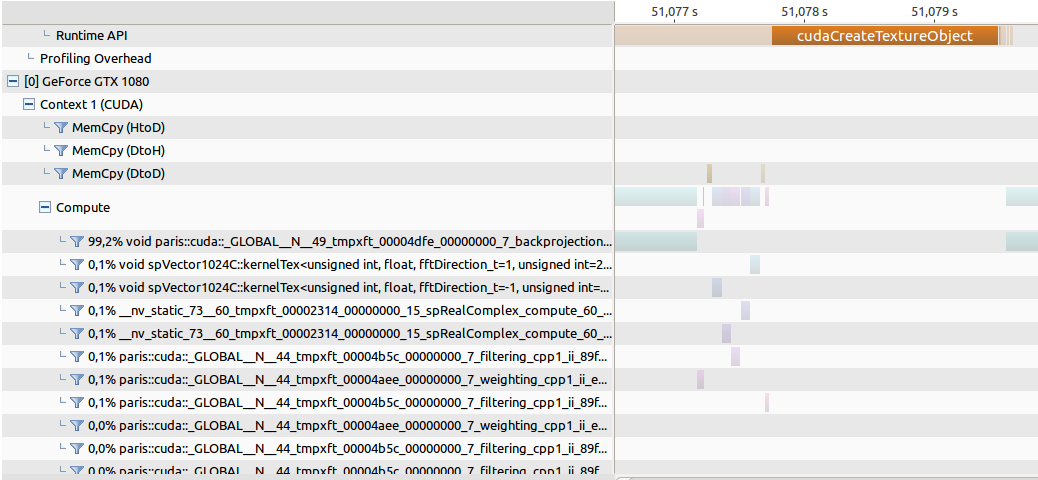 51,077 s 51,078 s 51,079 s
Runtime API
cudaCreateTextureObject
Profiling Overhead
[0] GeForce GTX 1080
Context 1 (CUDA)
MemCpy (HtoD)
MemCpy (DtoH)
MemCpy (DtoD)
Compute
99,2% void paris::cuda::_GLOBAL__N__49_tmpxft_00004dfe_00000000_7_backprojection...
0,1% void spVector1024C::kernelTex<unsigned int, float, fftDirection_t=1, unsigned int=2...
0,1% void spVector1024C::kernelTex<unsigned int, float, fftDirection_t=-1, unsigned int=...
0,1% __nv_static_73__60_tmpxft_00002314_00000000_15_spRealComplex_compute_60_...
0,1% __nv_static_73__60_tmpxft_00002314_00000000_15_spRealComplex_compute_60_...
0,1% paris::cuda::_GLOBAL__N__44_tmpxft_00004b5c_00000000_7_filtering_cpp1_ii_89f...
0,1% paris::cuda::_GLOBAL__N__44_tmpxft_00004aee_00000000_7_weighting_cpp1_ii_e...
0,1% paris::cuda::_GLOBAL__N__44_tmpxft_00004b5c_00000000_7_filtering_cpp1_ii_89f...
0,0% paris::cuda::_GLOBAL__N__44_tmpxft_00004aee_00000000_7_weighting_cpp1_ii_e...
0,0% paris::cuda::_GLOBAL__N__44_tmpxft_00004b5c_00000000_7_filtering_cpp1_ii_89f...
0,0% paris::cuda::_GLOBAL__N__44_tmpxft_00004b5c_00000000_7_filtering_cpp1_ii_89f...